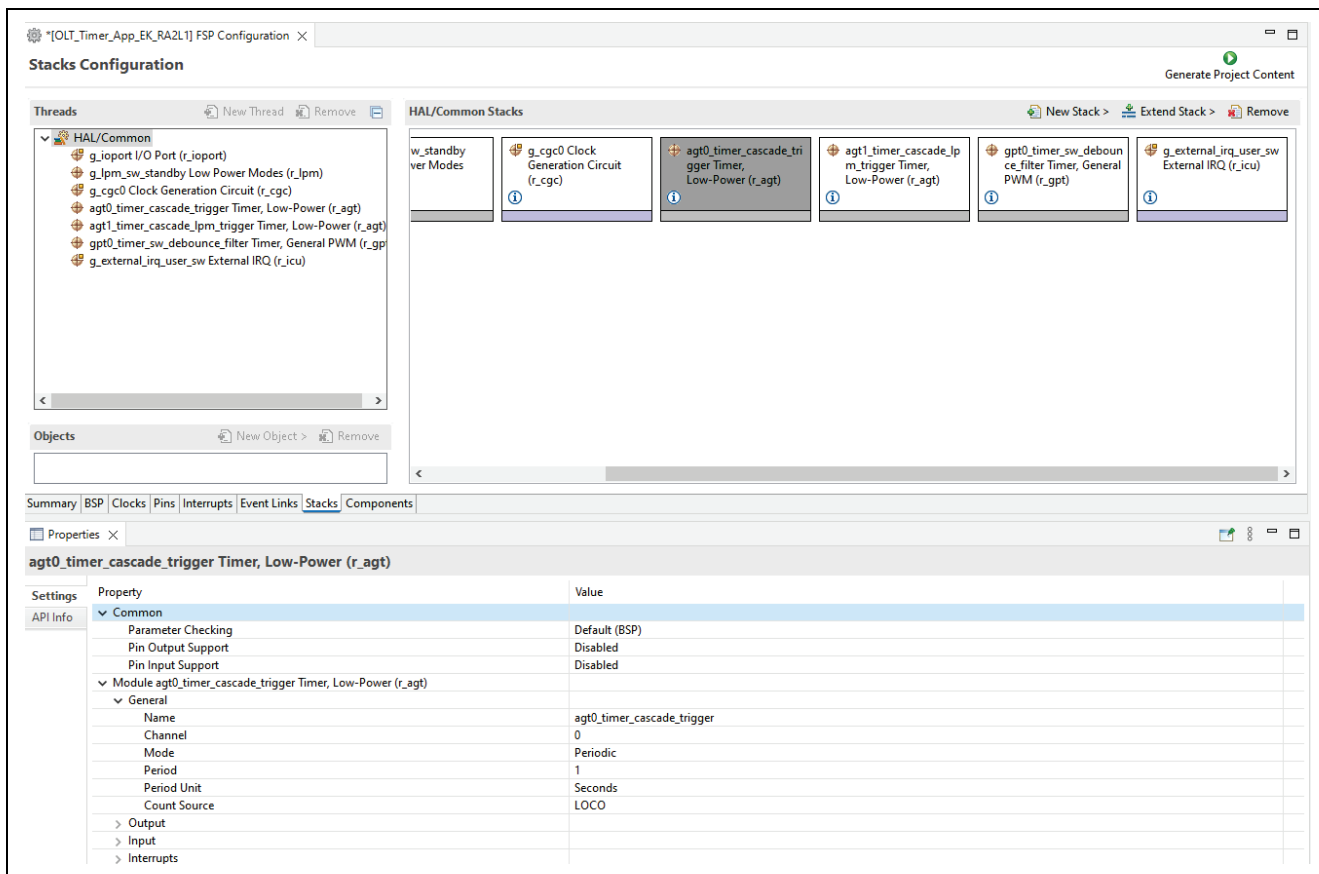 *[OLT_Timer_App_EK_RA2L1] FSP Configuration
Stacks Configuration
Generate Project Content
Threads
New Thread
Remove
HAL/Common
g_ioport I/O Port (r_ioport)
g_lpm_sw_standby Low Power Modes (r_lpm)
g_cgc0 Clock Generation Circuit (r_cgc)
agt0_timer_cascade_trigger Timer, Low-Power (r_agt)
agt1_timer_cascade_lpm_trigger Timer, Low-Power (r_agt)
gpt0_timer_sw_debounce_filter Timer, General PWM (r_gp
g_external_irq_user_sw External IRQ (r_icu)
Objects
New Object >
Remove
HAL/Common Stacks
New Stack >
Extend Stack >
Remove
w_standby
ver Modes
g_cgc0 Clock
Generation Circuit
(r_cgc)
agt0_timer_cascade_tri
gger Timer,
Low-Power (r_agt)
agt1_timer_cascade_lp
m_trigger Timer,
Low-Power (r_agt)
gpt0_timer_sw_deboun
ce_filter Timer, General
PWM (r_gpt)
g_external_irq_user_sw
External IRQ (r_icu)
Summary BSP Clocks Pins Interrupts Event Links Stacks Components
Properties
agt0_timer_cascade_trigger Timer, Low-Power (r_agt)
Settings
API Info
Property Value
Common
Parameter Checking Default (BSP)
Pin Output Support Disabled
Pin Input Support Disabled
Module agt0_timer_cascade_trigger Timer, Low-Power (r_agt)
General
Name agt0_timer_cascade_trigger
Channel 0
Mode Periodic
Period 1
Period Unit Seconds
Count Source LOCO
Output
Input
Interrupts